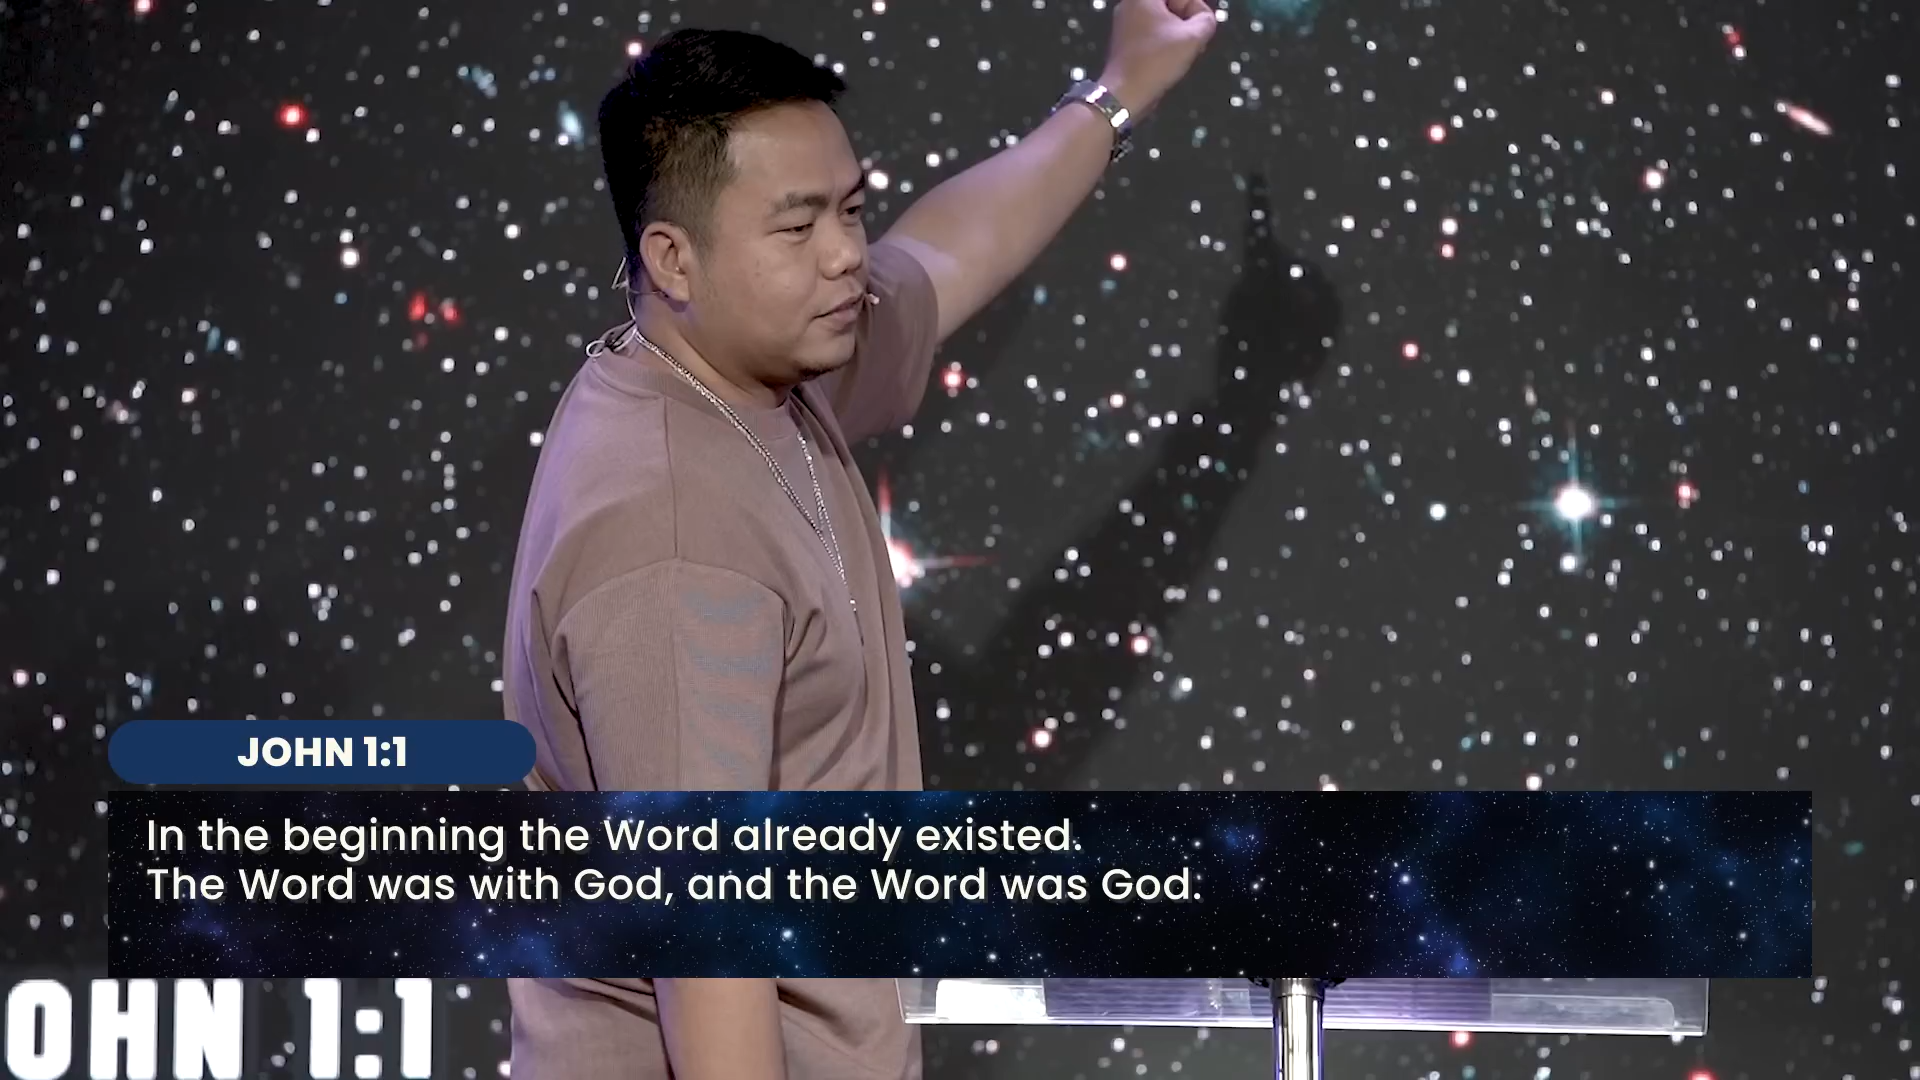 JOHN 1:1
In the beginning the Word already existed.
The Word was with God, and the Word was God.
OHN 1:1